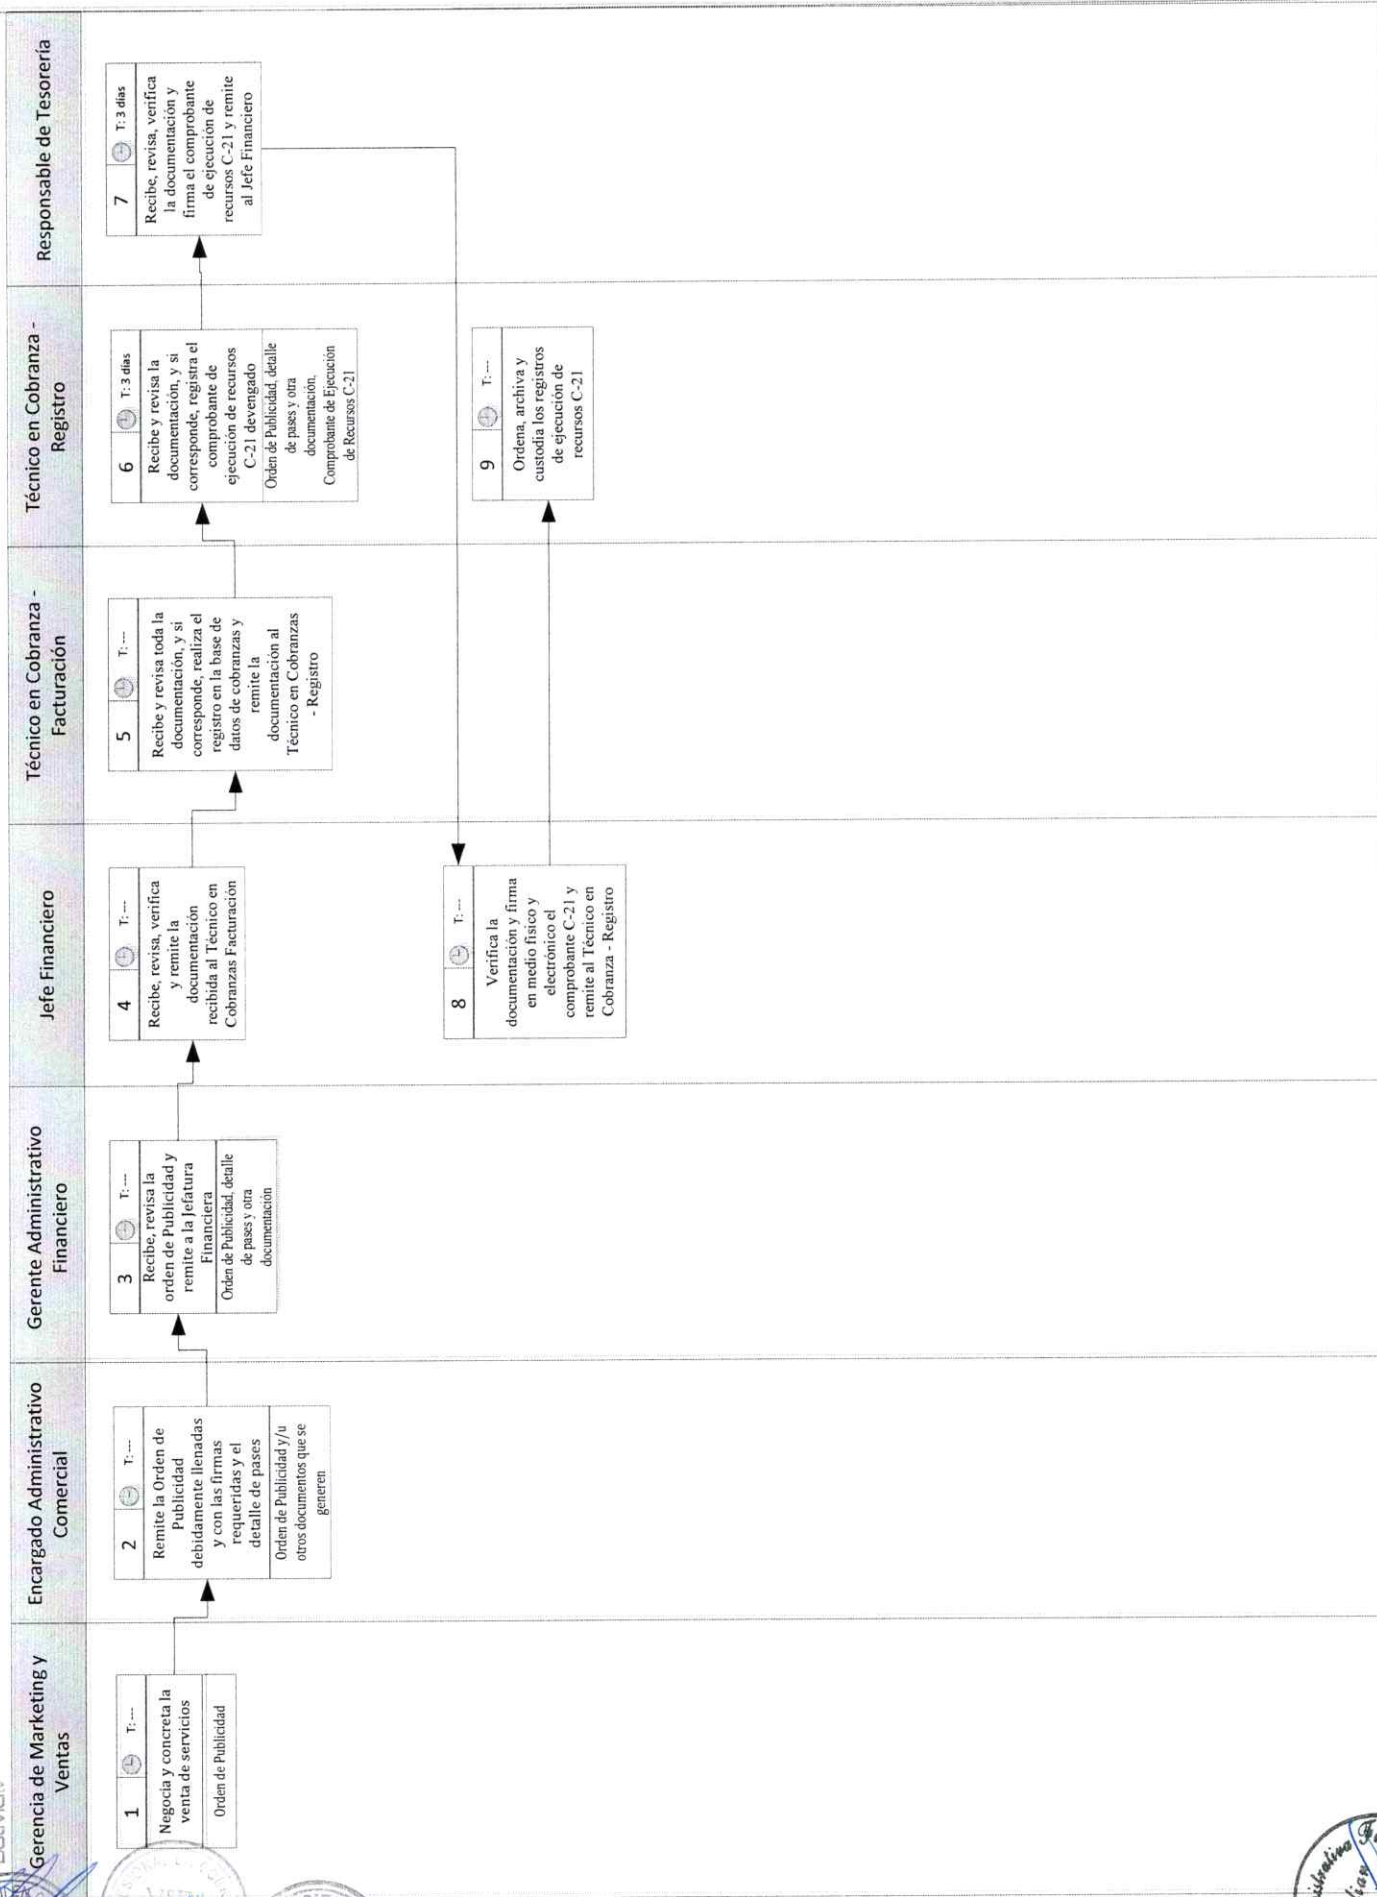 Gerencia de Marketing y
Ventas
Encargado Administrativo
Comercial
Gerente Administrativo
Financiero
Jefe Financiero
Técnico en Cobranza -
Facturación
Técnico en Cobranza -
Registro
Responsable de Tesorería
1 T: ---
Negocia y concreta la
venta de servicios
Orden de Publicidad
2 T: ---
Remite la Orden de
Publicidad
debidamente llenadas
y con las firmas
requeridas y el
detalle de pases
Orden de Publicidad y/u
otros documentos que se
generen
3 T: ---
Recibe, revisa la
orden de Publicidad y
remite a la Jefatura
Financiera
Orden de Publicidad, detalle
de pases y otra
documentación
4 T: ---
Recibe, revisa, verifica
y remite la
documentación
recibida al Técnico en
Cobranzas Facturación
5 T: ---
Recibe y revisa toda la
documentación, y si
corresponde, realiza el
registro en la base de
datos de cobranzas y
remite la
documentación al
Técnico en Cobranzas
- Registro
6 T: 3 días
Recibe y revisa la
documentación, y si
corresponde, registra el
comprobante de
ejecución de recursos
C-21 devengado
Orden de Publicidad, detalle
de pases y otra
documentación,
Comprobante de Ejecución
de Recursos C-21
7 T: 3 días
Recibe, revisa, verifica
la documentación y
firma el comprobante
de ejecución de
recursos C-21 y remite
al Jefe Financiero
8 T: ---
Verifica la
documentación y firma
en medio fisico y
electrónico el
comprobante C-21 y
remite al Técnico en
Cobranza - Registro
9 T: ---
Ordena, archiva y
custodia los registros
de ejecución de
recursos C-21